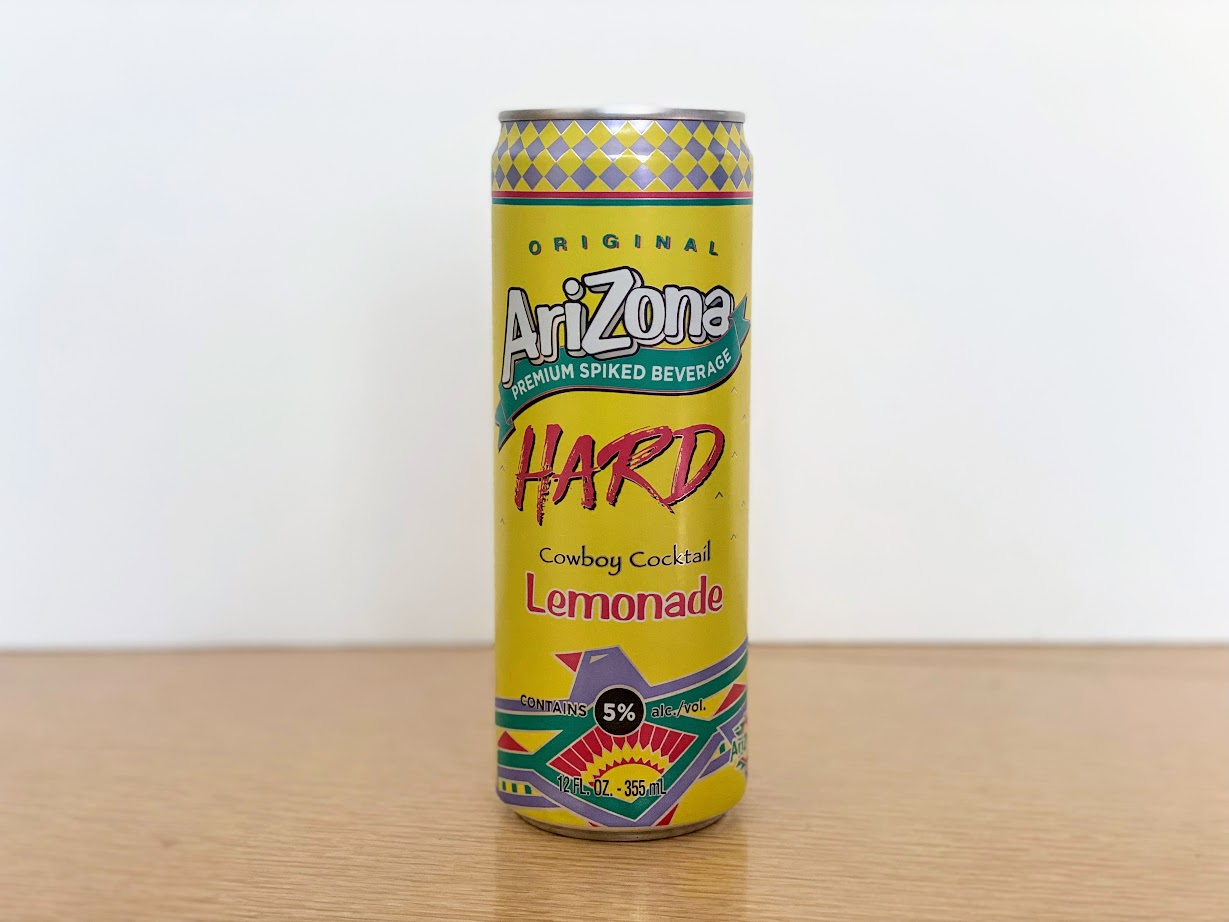 ORIGINAL
AriZona
PREMIUM SPIKED BEVERAGE
HARD
Cowboy Cocktail
Lemonade
CONTAINS 5% alc./vol.
12 FL. OZ. - 355 mL